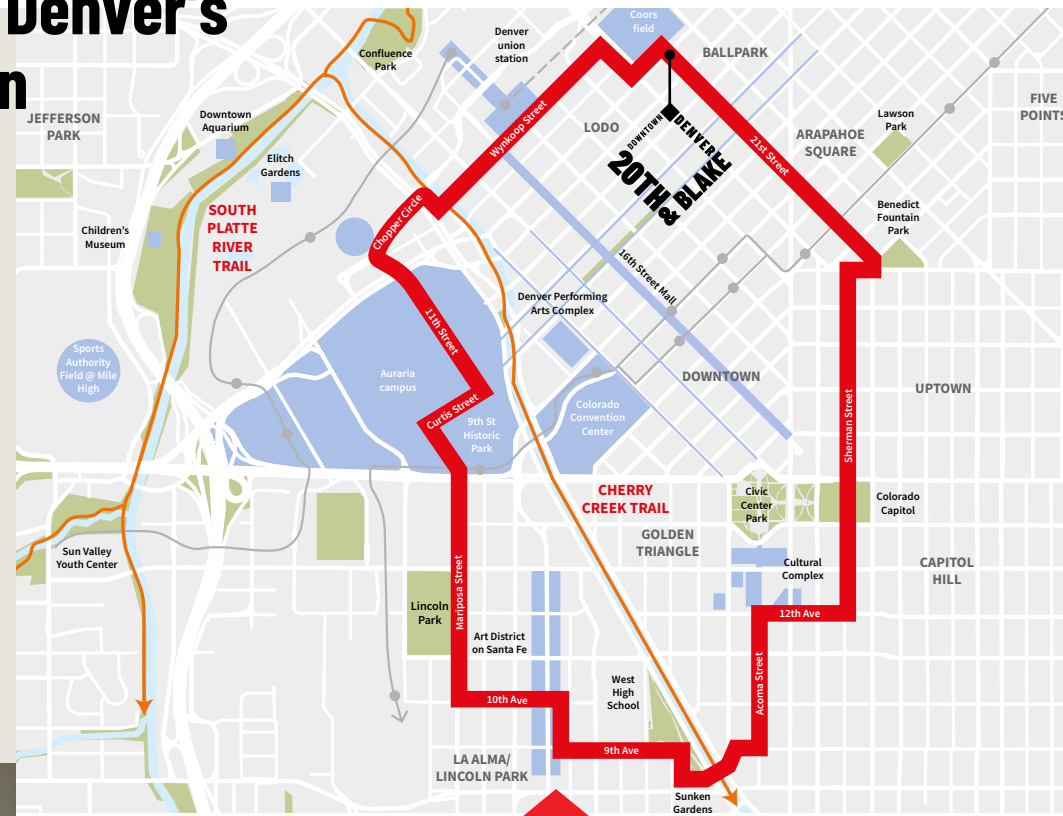 Denver's
n
Coors
field
Denver
union
station
BALLPARK
Confluence
Park
FIVE
POINTS
JEFFERSON
PARK
Downtown
Aquarium
Wynkoop Street
LODO
DOWNTOWN
DENVER
20TH
& BLAKE
21st Street
ARAPAHOE
SQUARE
Lawson
Park
Elitch
Gardens
Benedict
Fountain
Park
SOUTH
PLATTE
RIVER
TRAIL
Chopper Circle
Children's
Museum
16th Street Mall
Denver Performing
Arts Complex
11th Street
Sports
Authority
Field @ Mile
High
Auraria
campus
DOWNTOWN
UPTOWN
Curtis Street
9th St
Historic
Park
Colorado
Convention
Center
Sherman Street
CHERRY
CREEK TRAIL
Civic
Center
Park
Colorado
Capitol
GOLDEN
TRIANGLE
Sun Valley
Youth Center
Cultural
Complex
CAPITOL
HILL
Mariposa Street
Lincoln
Park
12th Ave
Art District
on Santa Fe
West
High
School
Acoma Street
10th Ave
9th Ave
LA ALMA/
LINCOLN PARK
Sunken
Gardens